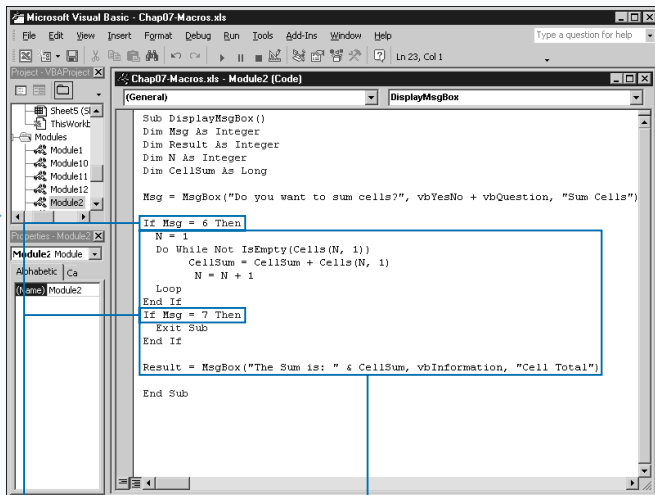 Microsoft Visual Basic - Chap07-Macros.xls
File Edit View Insert Format Debug Run Tools Add-Ins Window Help
Type a question for help
Ln 23, Col 1
Project - VBAProject
Sheet5 (Sl
ThisWorkb
Modules
Module1
Module10
Module11
Module12
Module2
Properties - Module2
Module2 Module
Alphabetic Ca
(Name) Module2
Chap07-Macros.xls - Module2 (Code)
(General)
DisplayMsgBox
Sub DisplayMsgBox()
Dim Msg As Integer
Dim Result As Integer
Dim N As Integer
Dim CellSum As Long
Msg = MsgBox("Do you want to sum cells?", vbYesNo + vbQuestion, "Sum Cells")
If Msg = 6 Then
N = 1
Do While Not IsEmpty(Cells(N, 1))
CellSum = CellSum + Cells(N, 1)
N = N + 1
Loop
End If
If Msg = 7 Then
Exit Sub
End If
Result = MsgBox("The Sum is: " & CellSum, vbInformation, "Cell Total")
End Sub